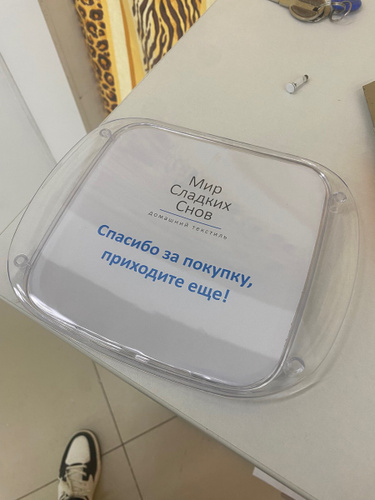 Мир
Сладких
Снов
домашний текстиль
Спасибо за покупку,
приходите еще!